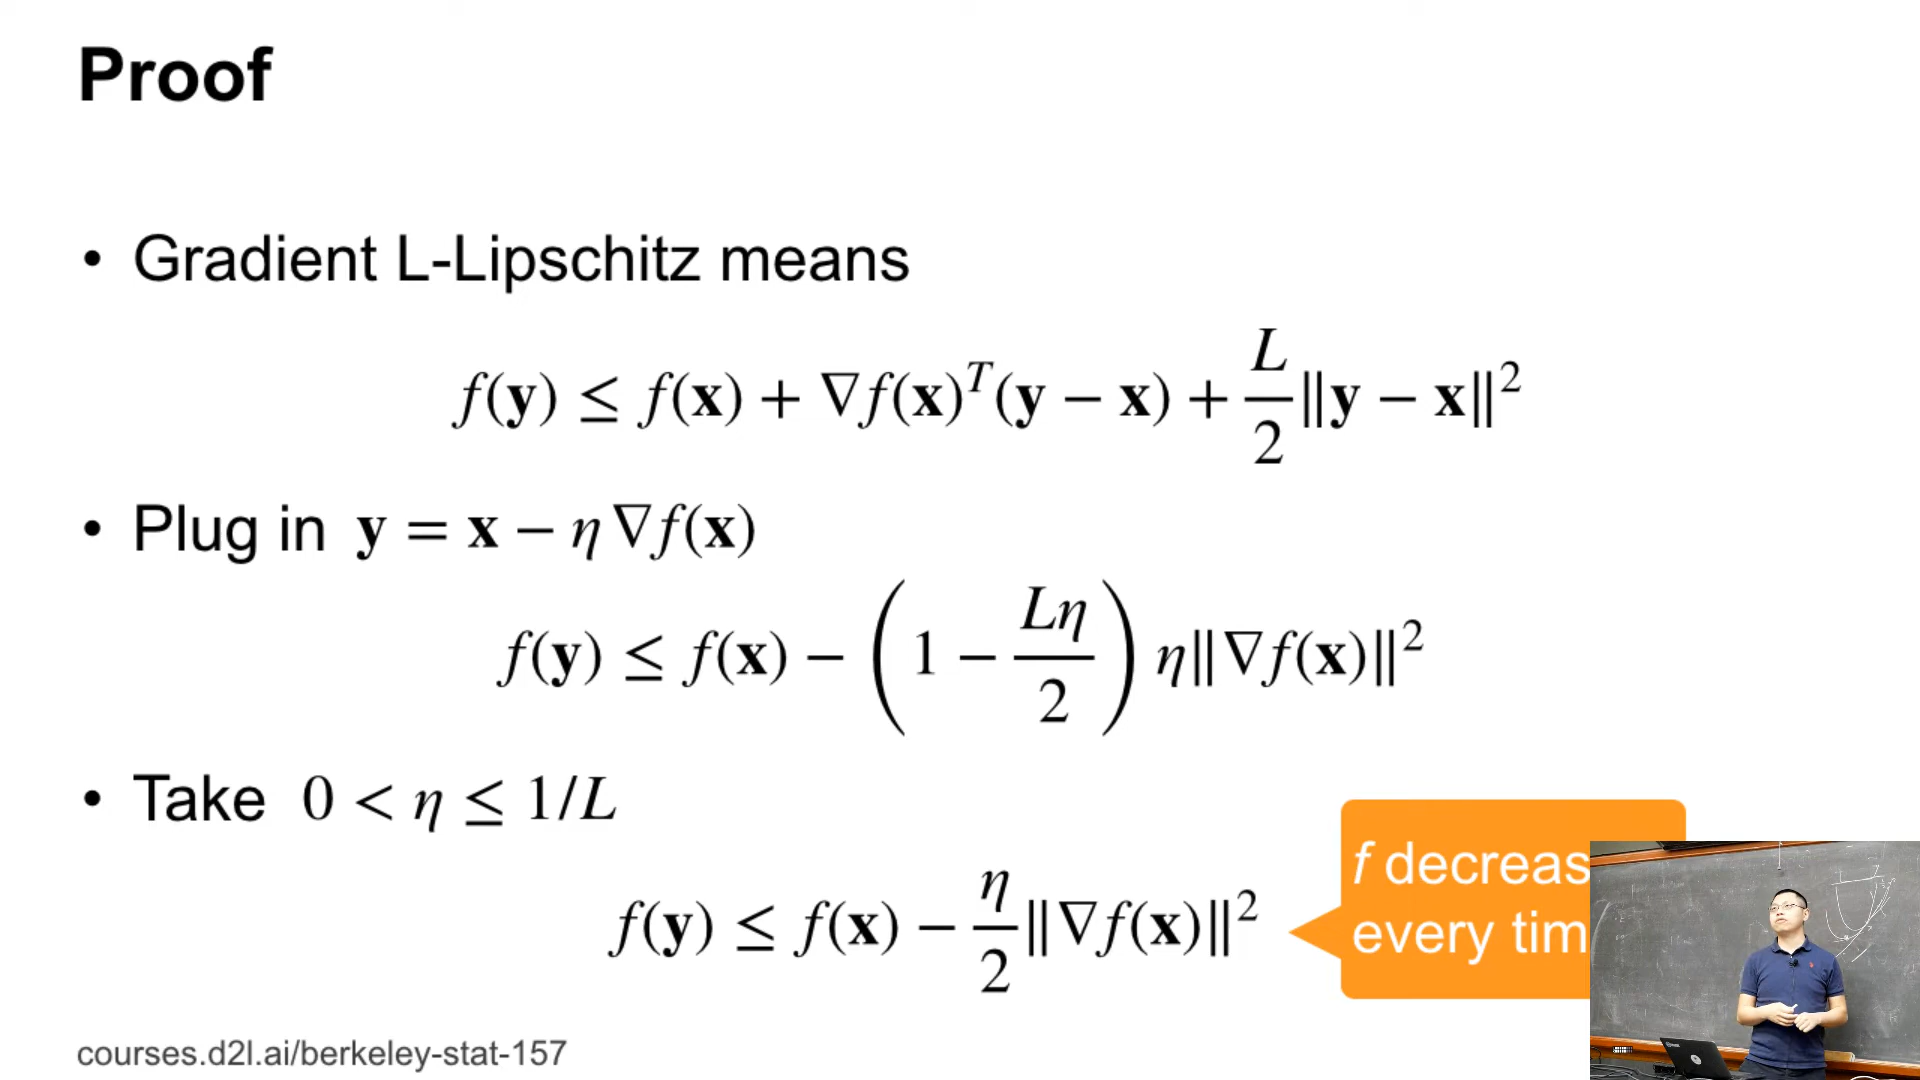 Proof
• Gradient L-Lipschitz means
f(y) ≤ f(x) + ∇f(x)ᵀ(y − x) + L/2 ‖y − x‖²
• Plug in y = x − η ∇f(x)
f(y) ≤ f(x) − (1 − Lη/2) η‖∇f(x)‖²
• Take 0 < η ≤ 1/L
f(y) ≤ f(x) − η/2 ‖∇f(x)‖²
f decreas
every tim
courses.d2l.ai/berkeley-stat-157